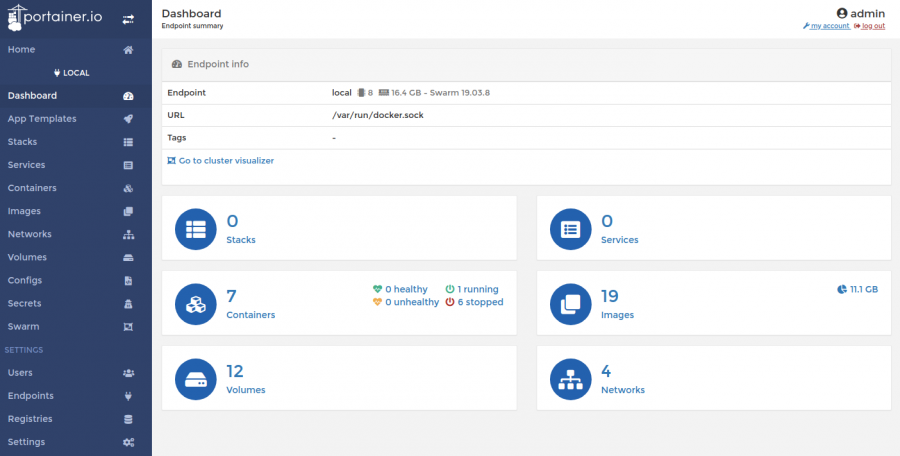 portainer.io
Home
LOCAL
Dashboard
App Templates
Stacks
Services
Containers
Images
Networks
Volumes
Configs
Secrets
Swarm
SETTINGS
Users
Endpoints
Registries
Settings
Dashboard
Endpoint summary
admin
my account log out
Endpoint info
Endpoint local 8 16.4 GB - Swarm 19.03.8
URL /var/run/docker.sock
Tags -
Go to cluster visualizer
0
Stacks
0
Services
7
Containers
0 healthy 1 running
0 unhealthy 6 stopped
19
Images
11.1 GB
12
Volumes
4
Networks